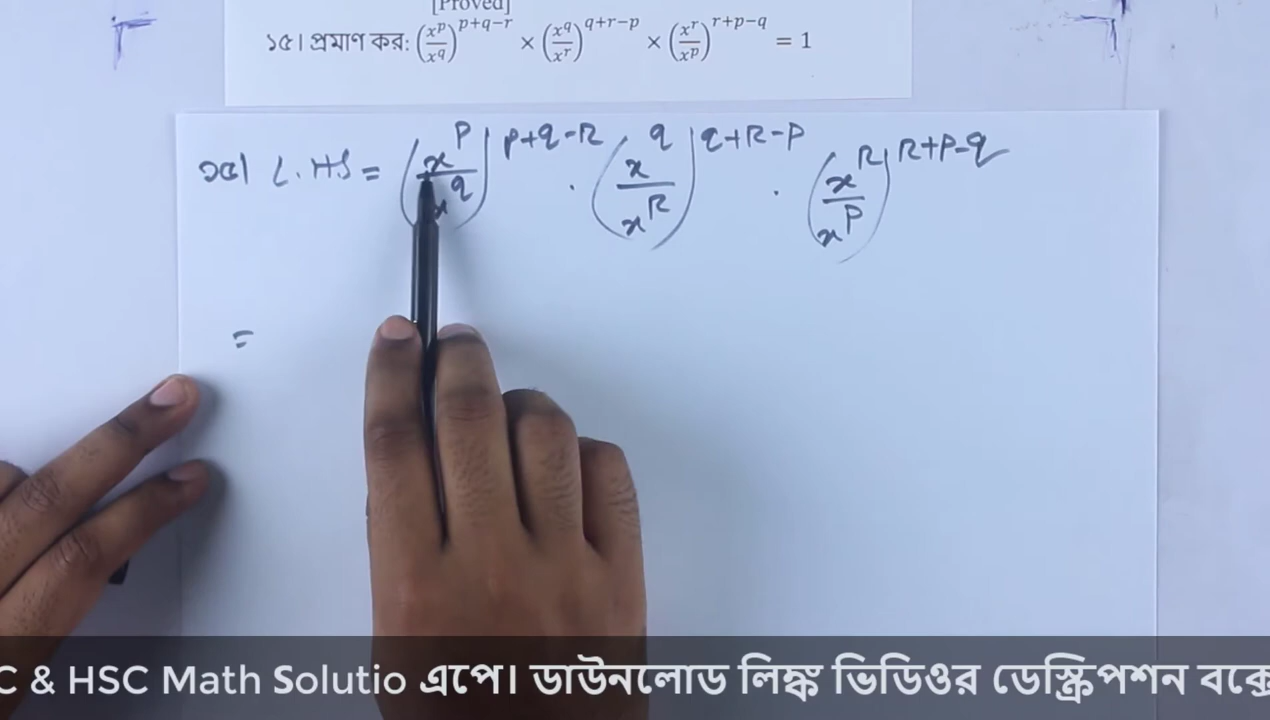 [Proved]
১৫। প্রমাণ কর: (x^p/x^q)^(p+q−r) × (x^q/x^r)^(q+r−p) × (x^r/x^p)^(r+p−q) = 1
১৫। L.H.S = (x^p/x^q)^(p+q-R) . (x^q/x^R)^(q+R-p) . (x^R/x^p)^(R+p-q)
=
C & HSC Math Solutio এপে। ডাউনলোড লিঙ্ক ভিডিওর ডেস্ক্রিপশন বক্সে